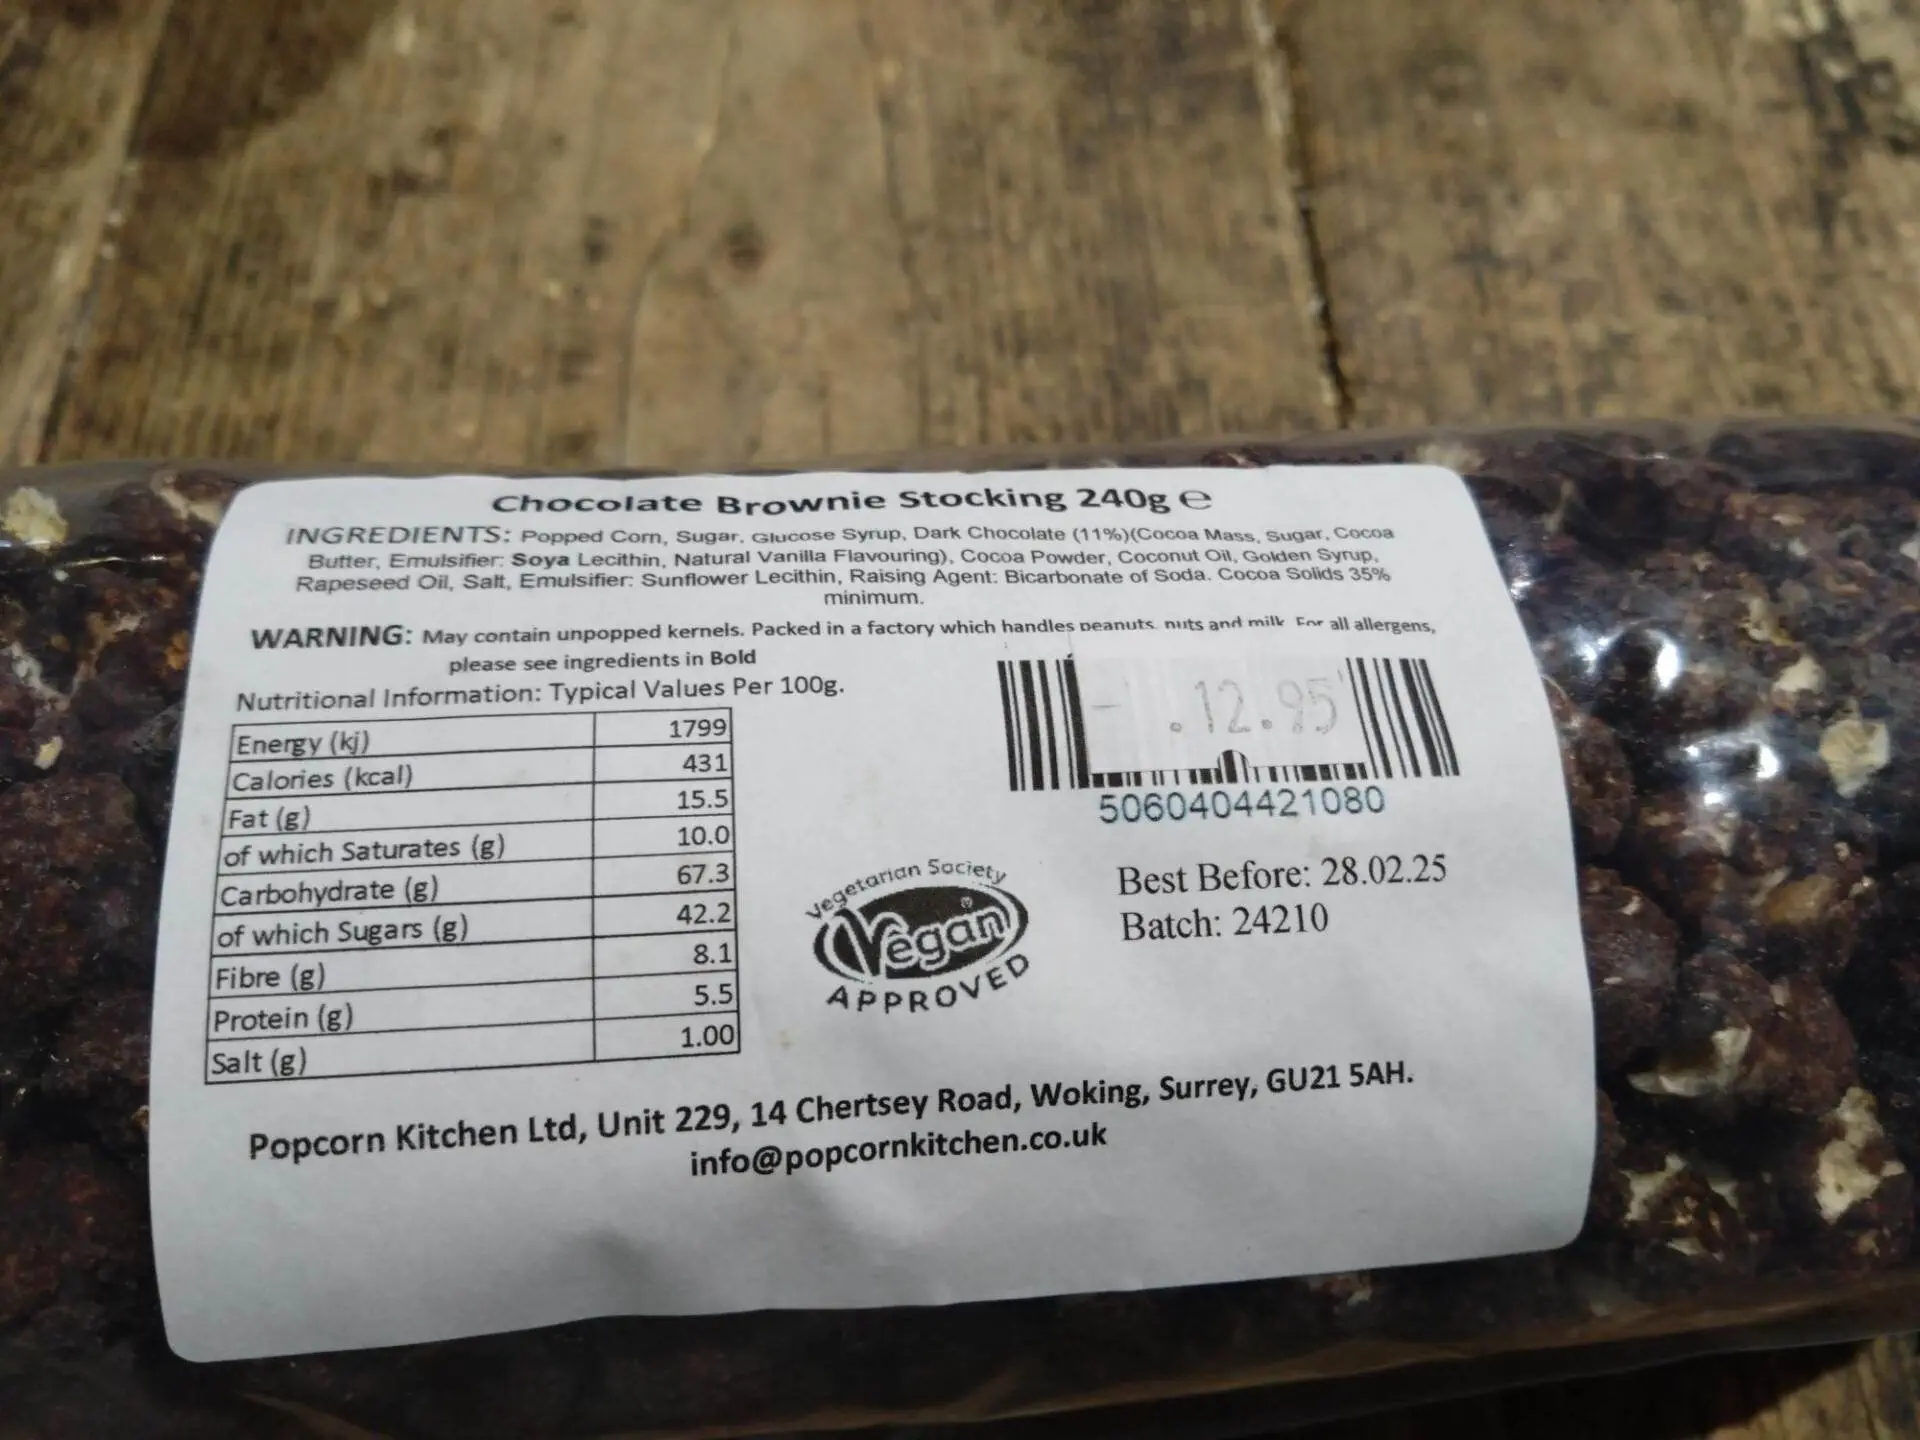 Chocolate Brownie Stocking 240g ℮
INGREDIENTS: Popped Corn, Sugar, Glucose Syrup, Dark Chocolate (11%)(Cocoa Mass, Sugar, Cocoa
Butter, Emulsifier: Soya Lecithin, Natural Vanilla Flavouring), Cocoa Powder, Coconut Oil, Golden Syrup,
Rapeseed Oil, Salt, Emulsifier: Sunflower Lecithin, Raising Agent: Bicarbonate of Soda. Cocoa Solids 35%
minimum.
WARNING: May contain unpopped kernels. Packed in a factory which handles peanuts, nuts and milk For all allergens,
please see ingredients in Bold
Nutritional Information: Typical Values Per 100g.
Energy (kj) 1799
Calories (kcal) 431
Fat (g) 15.5
of which Saturates (g) 10.0
Carbohydrate (g) 67.3
of which Sugars (g) 42.2
Fibre (g) 8.1
Protein (g) 5.5
Salt (g) 1.00
12.95
5060404421080
Vegetarian Society
Vegan®
APPROVED
Best Before: 28.02.25
Batch: 24210
Popcorn Kitchen Ltd, Unit 229, 14 Chertsey Road, Woking, Surrey, GU21 5AH.
info@popcornkitchen.co.uk